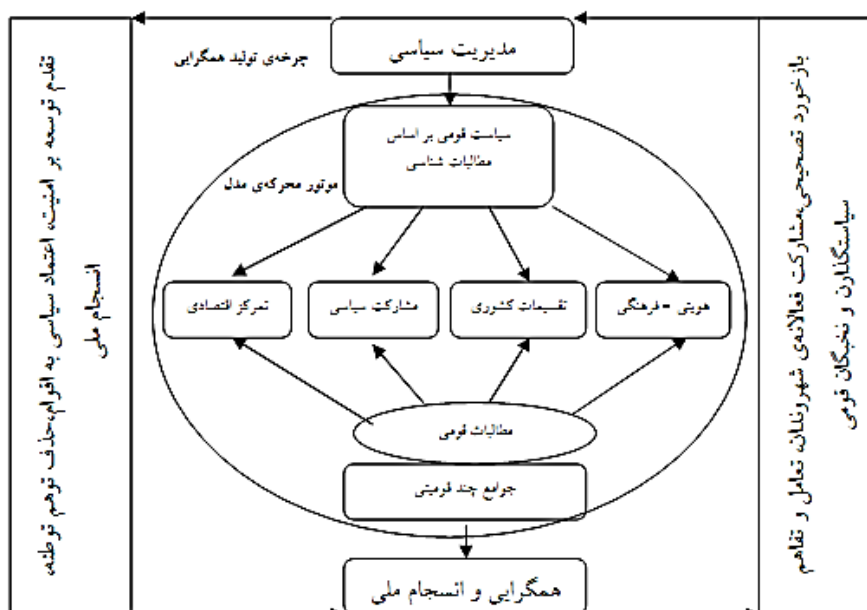 مدیریت سیاسی
چرخه‌ی تولید همگرایی
سیاست قومی بر اساس
مطالبات شناسی
موتور محرکه‌ی مدل
هویتی - فرهنگی
تقسیمات کشوری
مشارکت سیاسی
تمرکز اقتصادی
مطالبات قومی
جوامع چند قومیتی
همگرایی و انسجام ملی
بازخورد تصحیحی،مشارکت فعالانه‌ی شهروندان، تعامل و تفاهم
سیاستگذارن و نخبگان قومی
تقدم توسعه بر امنیت، اعتماد سیاسی به اقوام،حذف توهم توطئه،
انسجام ملی